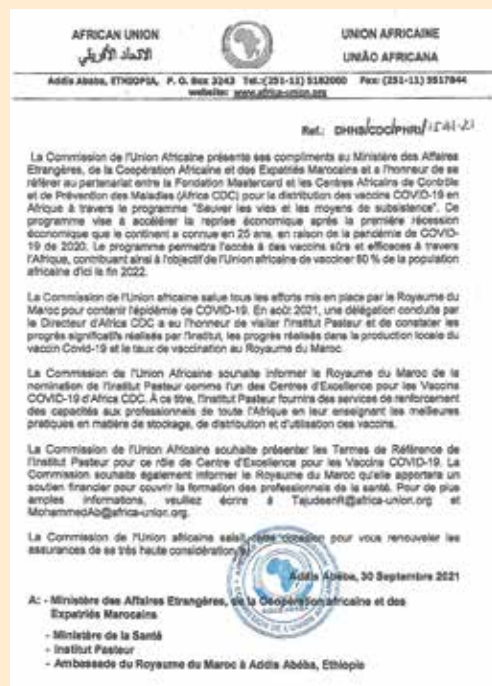 AFRICAN UNION
الاتحاد الأفريقي
UNION AFRICAINE
UNIÃO AFRICANA
Addis Ababa, ETHIOPIA, P. O. Box 3243 Tel.:(251-11) 5182000 Fax: (251-11) 5517844
website: www.africa-union.org
Ref.: DHHS/CDC/PHRI/1541-21
La Commission de l'Union Africaine présente ses compliments au Ministère des Affaires
Etrangères, de la Coopération Africaine et des Expatriés Marocains et a l'honneur de se
référer au partenariat entre la Fondation Mastercard et les Centres Africains de Contrôle
et de Prévention des Maladies (Africa CDC) pour la distribution des vaccins COVID-19 en
Afrique à travers le programme "Sauver les vies et les moyens de subsistence". Ce
programme vise à accélérer la reprise économique après la première récession
économique que le continent a connue en 25 ans, en raison de la pandémie de COVID-
19 de 2020. Le programme permettra l'accès à des vaccins sûrs et efficaces à travers
l'Afrique, contribuant ainsi à l'objectif de l'Union africaine de vacciner 60 % de la population
africaine d'ici la fin 2022.
La Commission de l'Union africaine salue tous les efforts mis en place par le Royaume du
Maroc pour contenir l'épidémie de COVID-19. En août 2021, une délégation conduite par
le Directeur d'Africa CDC a eu l'honneur de visiter l'Institut Pasteur et de constater les
progrès significatifs réalisés par l'Institut, les progrès réalisés dans la production locale du
vaccin Covid-19 et le taux de vaccination au Royaume du Maroc.
La Commission de l'Union Africaine souhaite informer le Royaume du Maroc de la
nomination de l'Institut Pasteur comme l'un des Centres d'Excellence pour les Vaccins
COVID-19 d'Africa CDC. À ce titre, l'Institut Pasteur fournira des services de renforcement
des capacités aux professionnels de toute l'Afrique en leur enseignant les meilleures
pratiques en matière de stockage, de distribution et d'utilisation des vaccins.
La Commission de l'Union Africaine souhaite présenter les Termes de Référence de
l'Institut Pasteur pour ce rôle de Centre d'Excellence pour les Vaccins COVID-19. La
Commission souhaite également informer le Royaume du Maroc qu'elle apportera un
soutien financier pour couvrir la formation des professionnels de la santé. Pour de plus
amples informations, veuillez écrire à TajudeenR@africa-union.org et
MohammedAb@africa-union.org.
La Commission de l'Union africaine saisit cette occasion pour vous renouveler les
assurances de sa très haute considération.
Addis Abéba, 30 Septembre 2021
A: - Ministère des Affaires Etrangères, de la Coopération africaine et des
Expatriés Marocains
- Ministère de la Santé
- Institut Pasteur
- Ambassade du Royaume du Maroc à Addis Abéba, Ethiopie